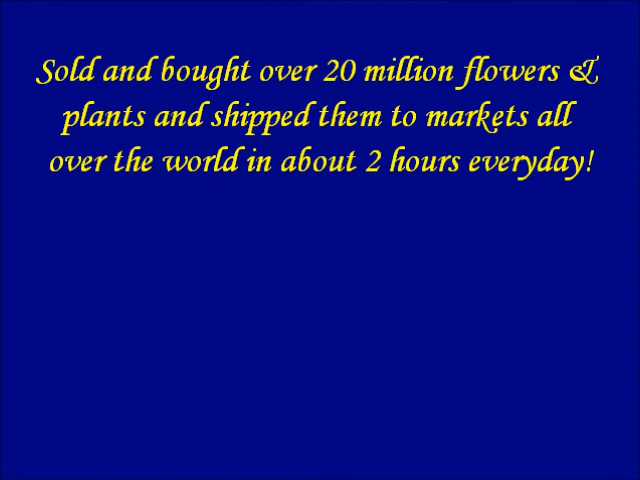 Sold and bought over 20 million flowers &
plants and shipped them to markets all
over the world in about 2 hours everyday!